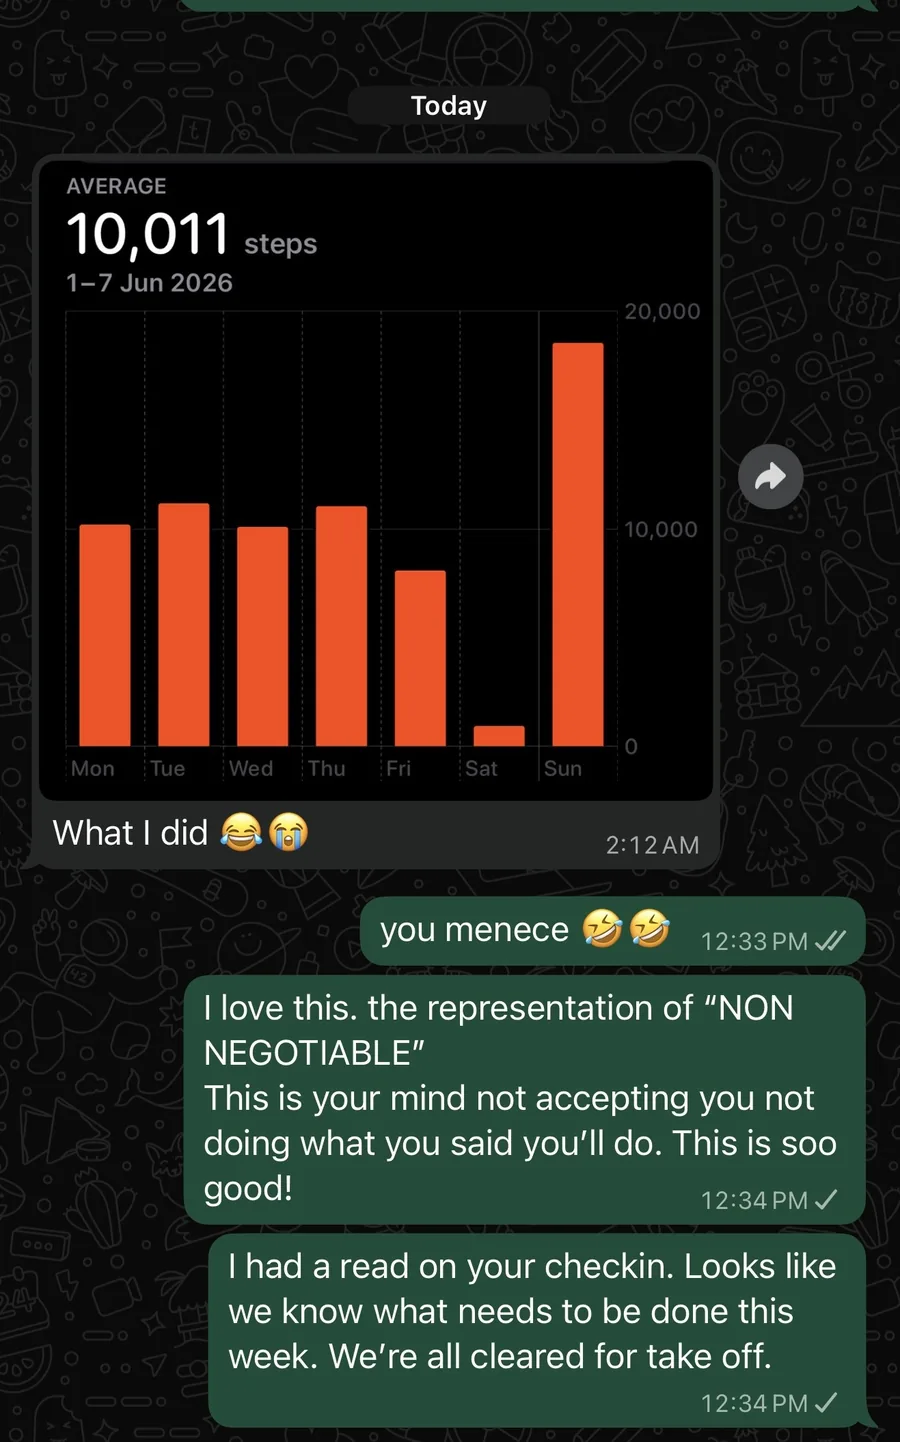 Today
AVERAGE
10,011 steps
1–7 Jun 2026
20,000
10,000
0
Mon Tue Wed Thu Fri Sat Sun
What I did 😂😭
2:12 AM
you menece 🤣🤣
12:33 PM
I love this. the representation of “NON
NEGOTIABLE”
This is your mind not accepting you not
doing what you said you’ll do. This is soo
good!
12:34 PM
I had a read on your checkin. Looks like
we know what needs to be done this
week. We’re all cleared for take off.
12:34 PM